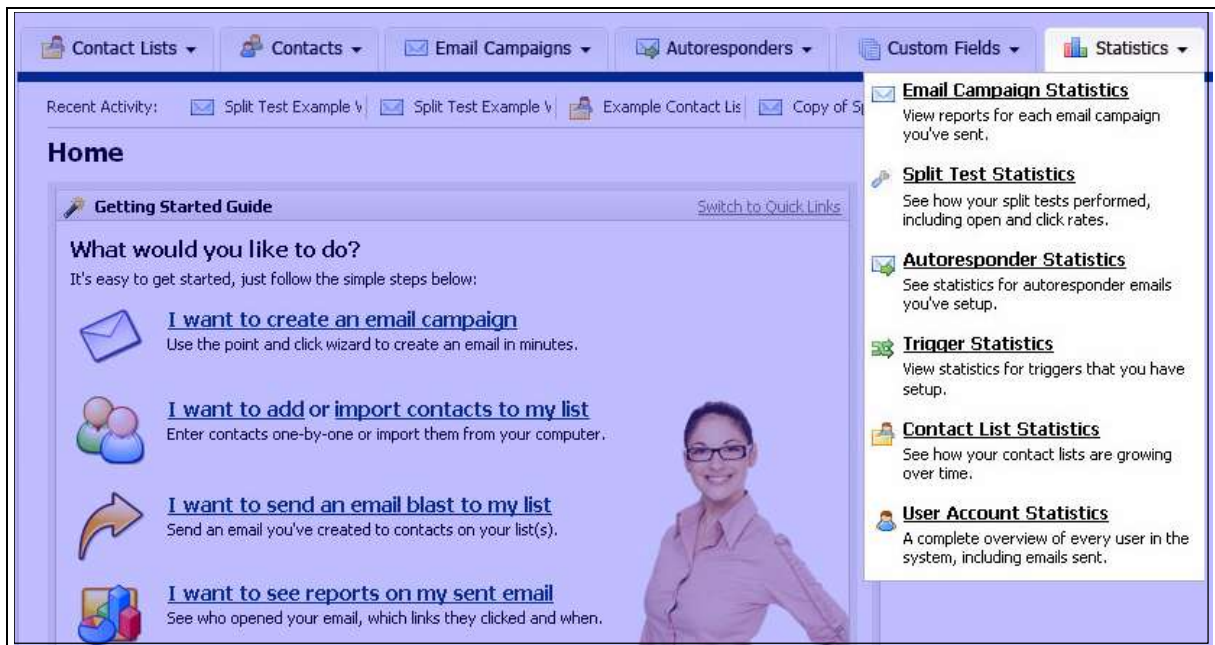 Contact Lists Contacts Email Campaigns Autoresponders Custom Fields Statistics
Recent Activity: Split Test Example Split Test Example Example Contact Lis Copy of
Home
Getting Started Guide Switch to Quick Links
What would you like to do?
It's easy to get started, just follow the simple steps below:
I want to create an email campaign
Use the point and click wizard to create an email in minutes.
I want to add or import contacts to my list
Enter contacts one-by-one or import them from your computer.
I want to send an email blast to my list
Send an email you've created to contacts on your list(s).
I want to see reports on my sent email
See who opened your email, which links they clicked and when.
Email Campaign Statistics
View reports for each email campaign
you've sent.
Split Test Statistics
See how your split tests performed,
including open and click rates.
Autoresponder Statistics
See statistics for autoresponder emails
you've setup.
Trigger Statistics
View statistics for triggers that you have
setup.
Contact List Statistics
See how your contact lists are growing
over time.
User Account Statistics
A complete overview of every user in the
system, including emails sent.